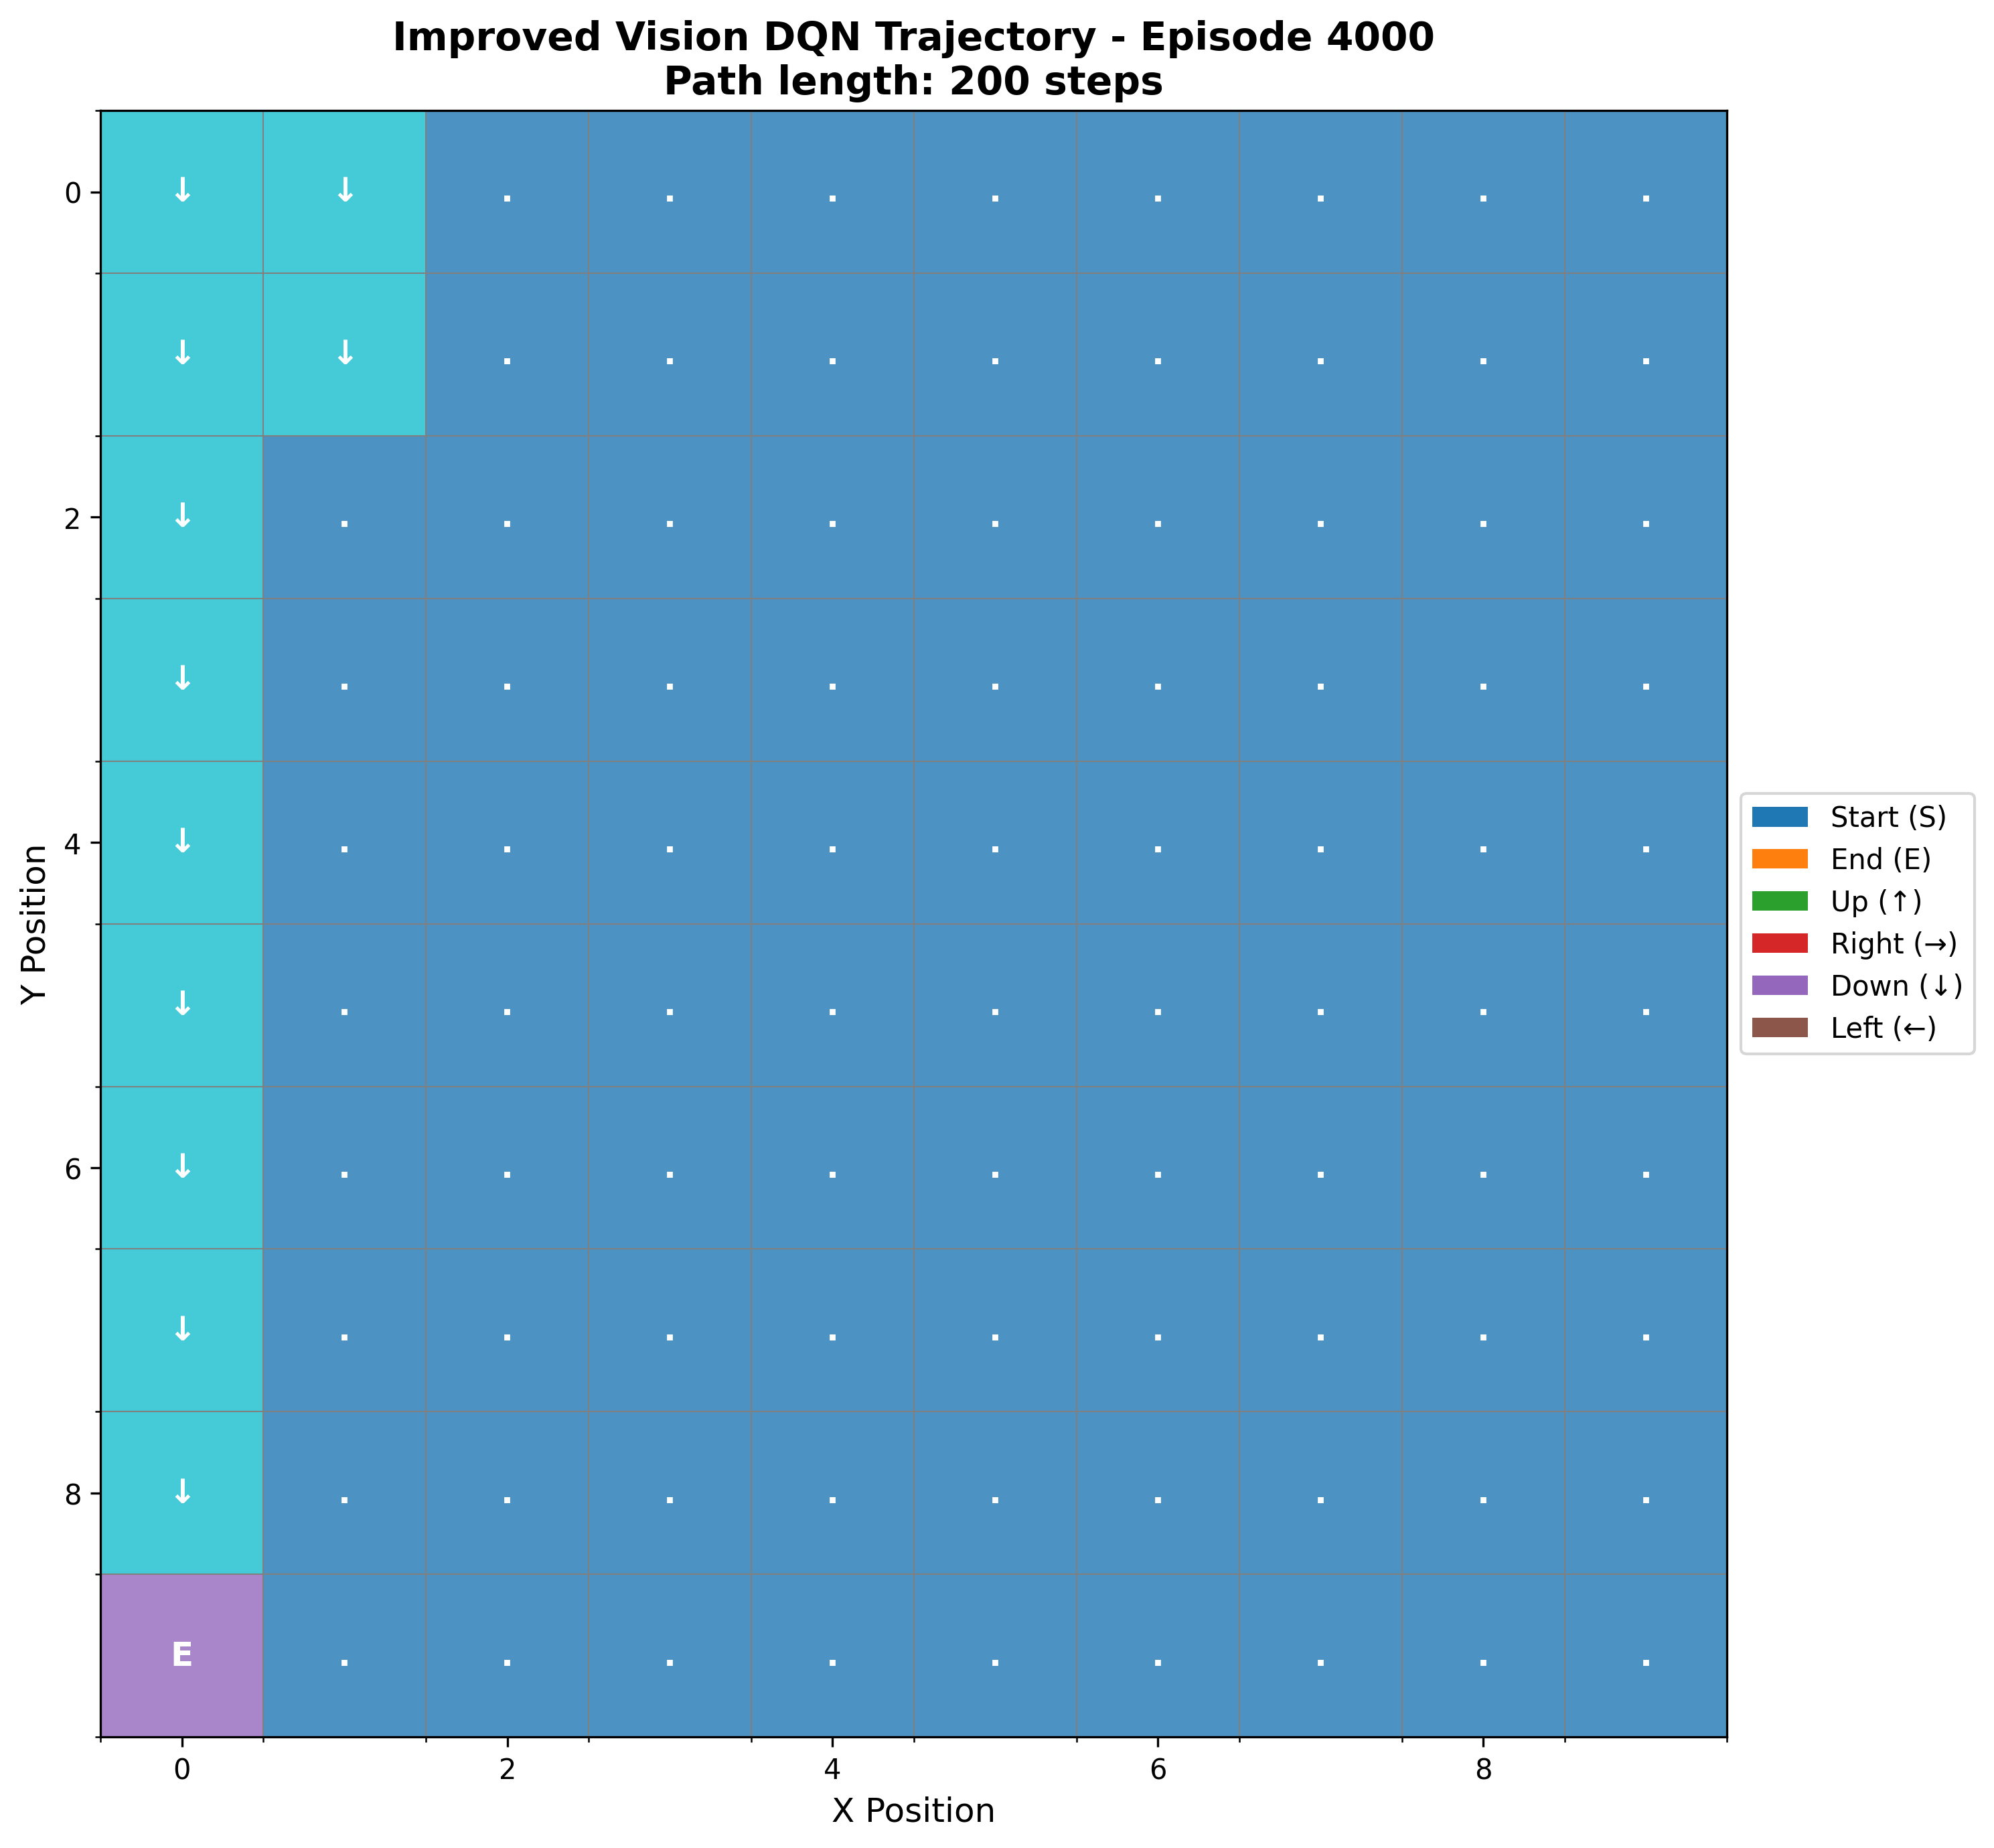 Improved Vision DQN Trajectory - Episode 4000
Path length: 200 steps
0 ↓ ↓ . . . . . . . .
↓ ↓ . . . . . . . .
2 ↓ . . . . . . . . .
↓ . . . . . . . . .
4 ↓ . . . . . . . . .
↓ . . . . . . . . .
6 ↓ . . . . . . . . .
↓ . . . . . . . . .
8 ↓ . . . . . . . . .
E . . . . . . . . .
0 2 4 6 8
X Position
Y Position
Start (S)
End (E)
Up (↑)
Right (→)
Down (↓)
Left (←)